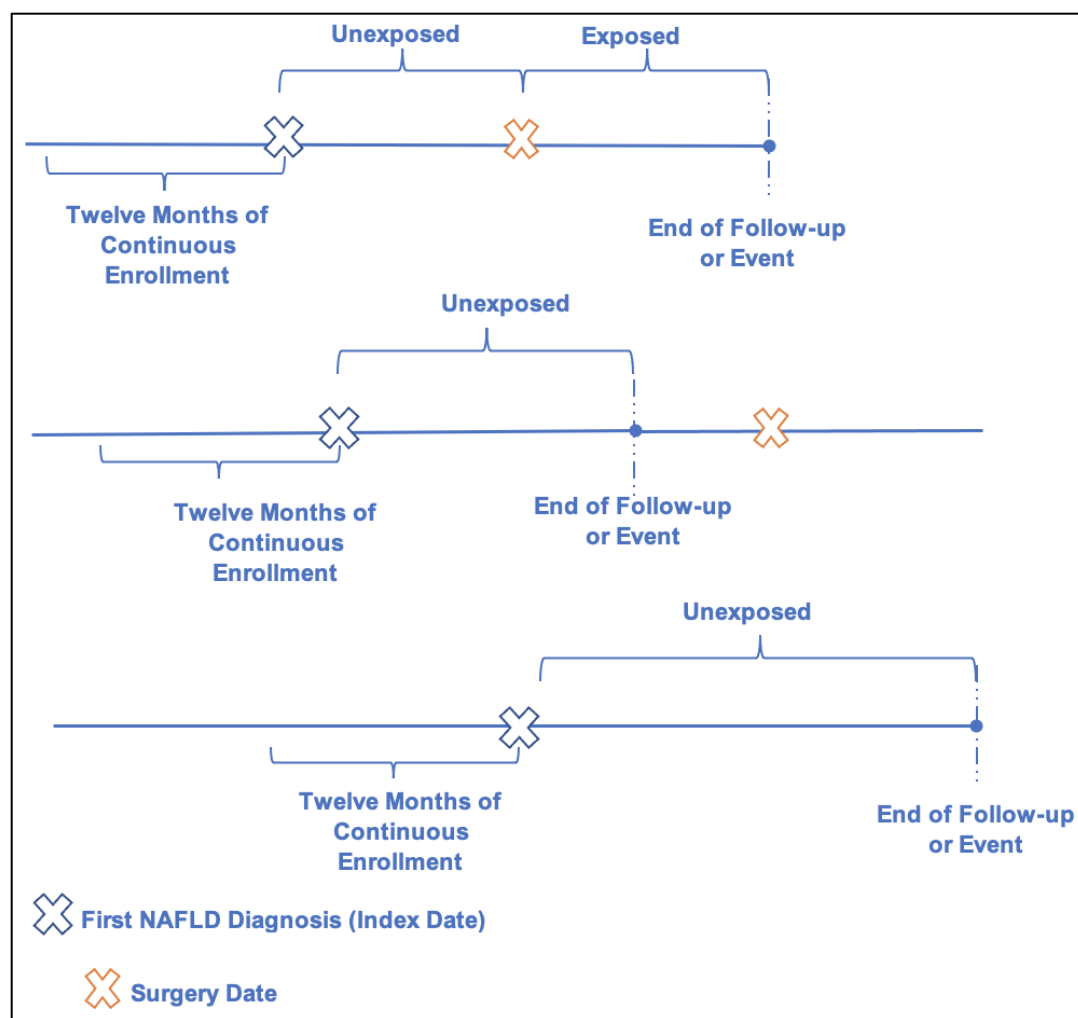 Unexposed
Exposed
Twelve Months of
Continuous
Enrollment
End of Follow-up
or Event
Unexposed
Twelve Months of
Continuous
Enrollment
End of Follow-up
or Event
Unexposed
Twelve Months of
Continuous
Enrollment
End of Follow-up
or Event
First NAFLD Diagnosis (Index Date)
Surgery Date